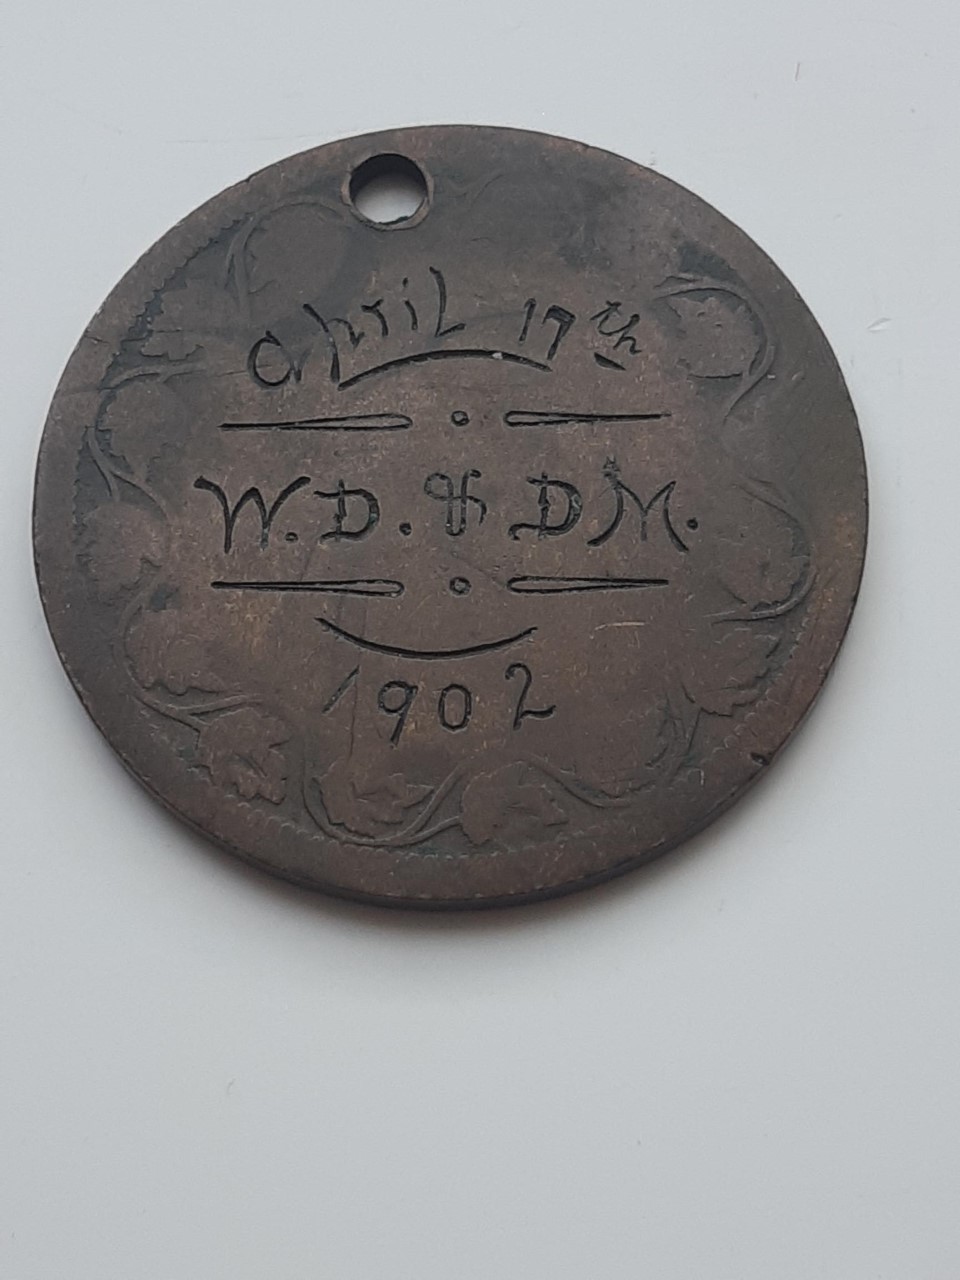 April 17th
W. D. & D M.
1902